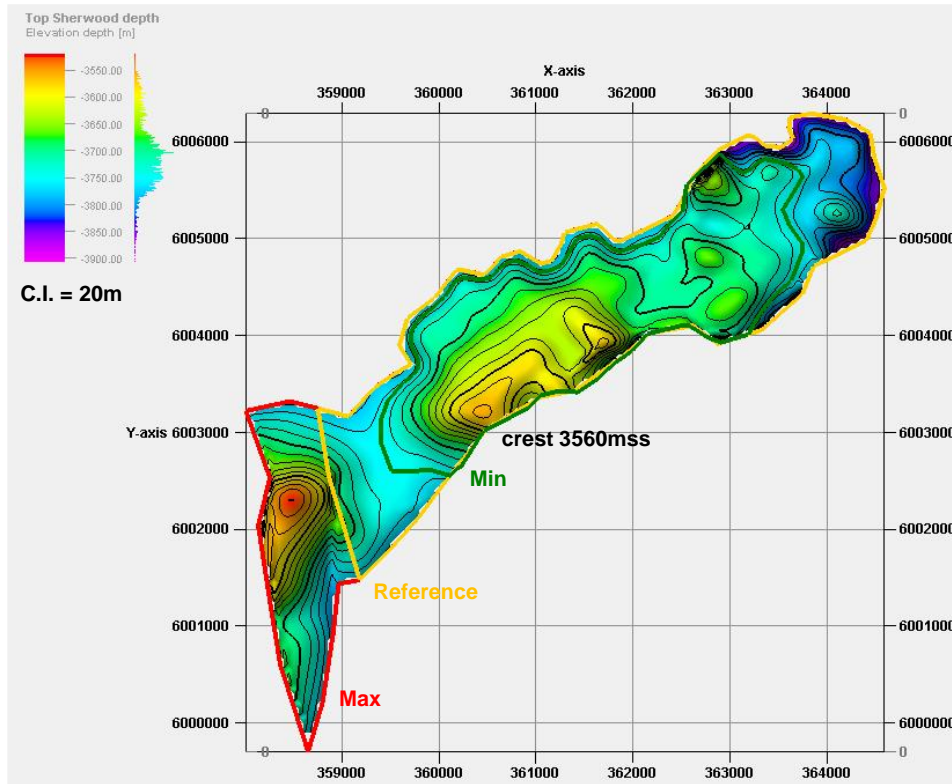 Top Sherwood depth
Elevation depth [m]
-3550.00
-3600.00
-3650.00
-3700.00
-3750.00
-3800.00
-3850.00
-3900.00
C.I. = 20m
X-axis
359000 360000 361000 362000 363000 364000
0 0
6006000 6006000
6005000 6005000
6004000 6004000
Y-axis 6003000 6003000
crest 3560mss
Min
6002000 6002000
Reference
6001000 6001000
Max
6000000 6000000
0 0
359000 360000 361000 362000 363000 364000